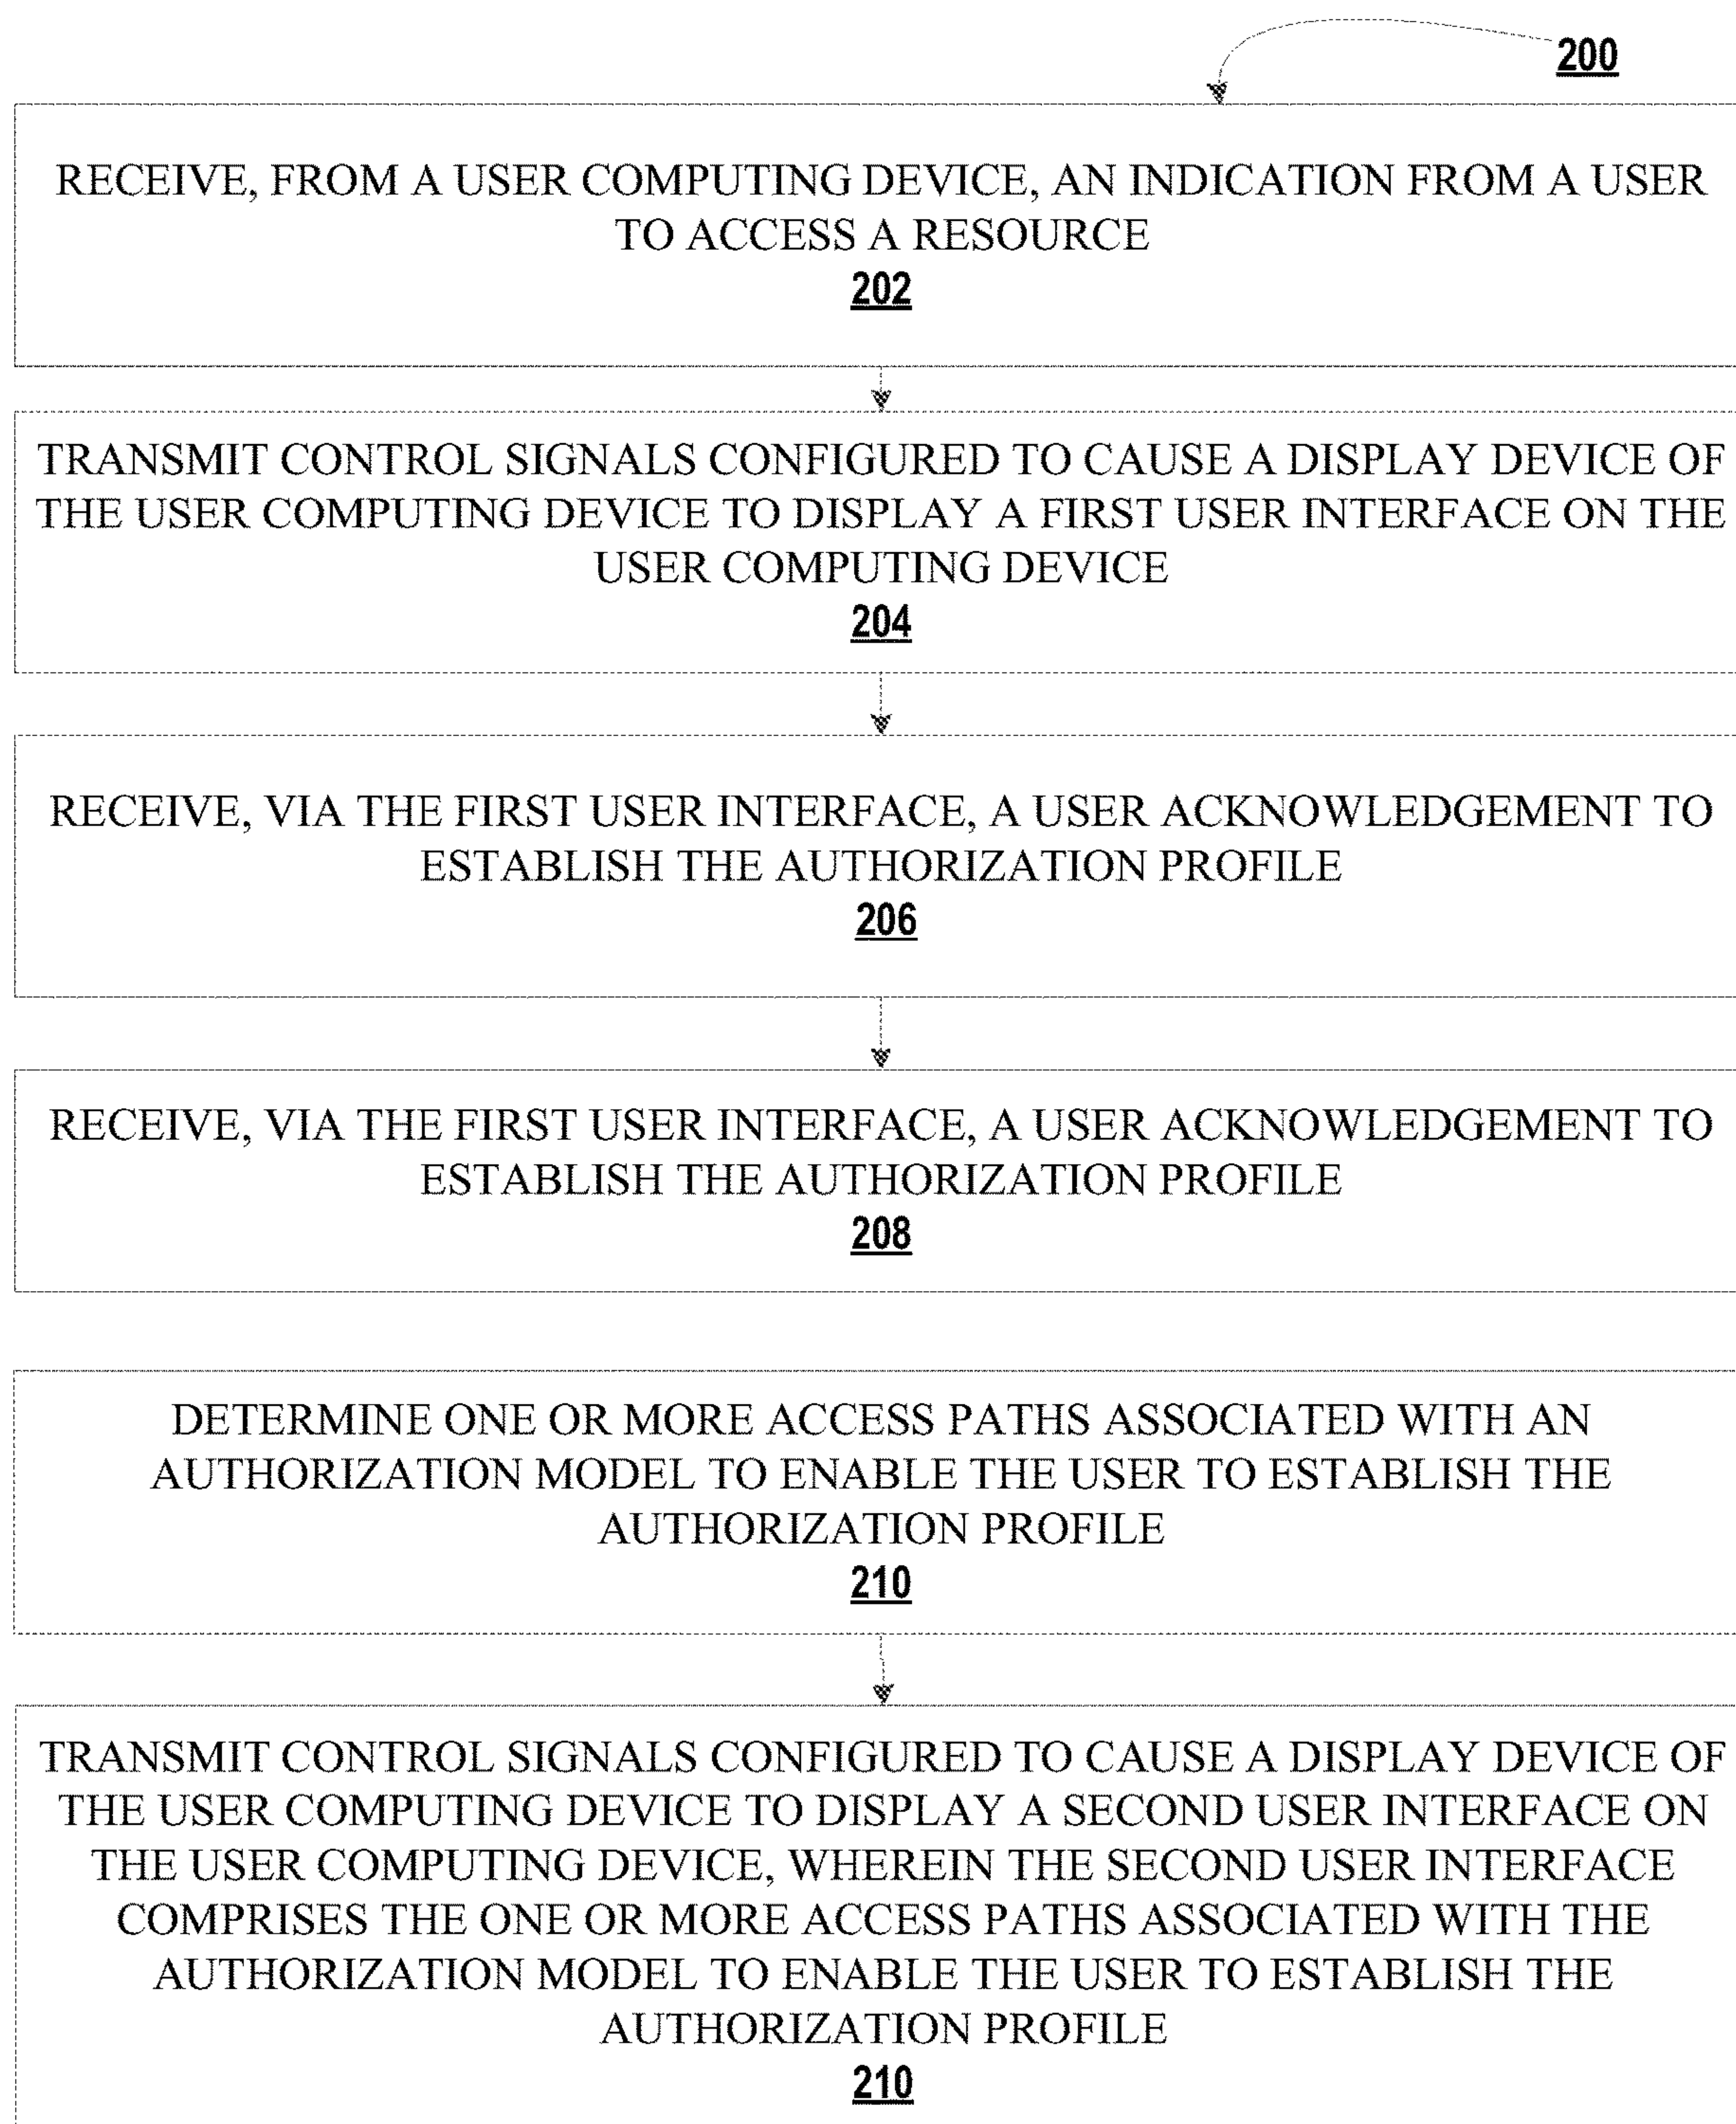 200
RECEIVE, FROM A USER COMPUTING DEVICE, AN INDICATION FROM A USER
TO ACCESS A RESOURCE
202
TRANSMIT CONTROL SIGNALS CONFIGURED TO CAUSE A DISPLAY DEVICE OF
THE USER COMPUTING DEVICE TO DISPLAY A FIRST USER INTERFACE ON THE
USER COMPUTING DEVICE
204
RECEIVE, VIA THE FIRST USER INTERFACE, A USER ACKNOWLEDGEMENT TO
ESTABLISH THE AUTHORIZATION PROFILE
206
RECEIVE, VIA THE FIRST USER INTERFACE, A USER ACKNOWLEDGEMENT TO
ESTABLISH THE AUTHORIZATION PROFILE
208
DETERMINE ONE OR MORE ACCESS PATHS ASSOCIATED WITH AN
AUTHORIZATION MODEL TO ENABLE THE USER TO ESTABLISH THE
AUTHORIZATION PROFILE
210
TRANSMIT CONTROL SIGNALS CONFIGURED TO CAUSE A DISPLAY DEVICE OF
THE USER COMPUTING DEVICE TO DISPLAY A SECOND USER INTERFACE ON
THE USER COMPUTING DEVICE, WHEREIN THE SECOND USER INTERFACE
COMPRISES THE ONE OR MORE ACCESS PATHS ASSOCIATED WITH THE
AUTHORIZATION MODEL TO ENABLE THE USER TO ESTABLISH THE
AUTHORIZATION PROFILE
210